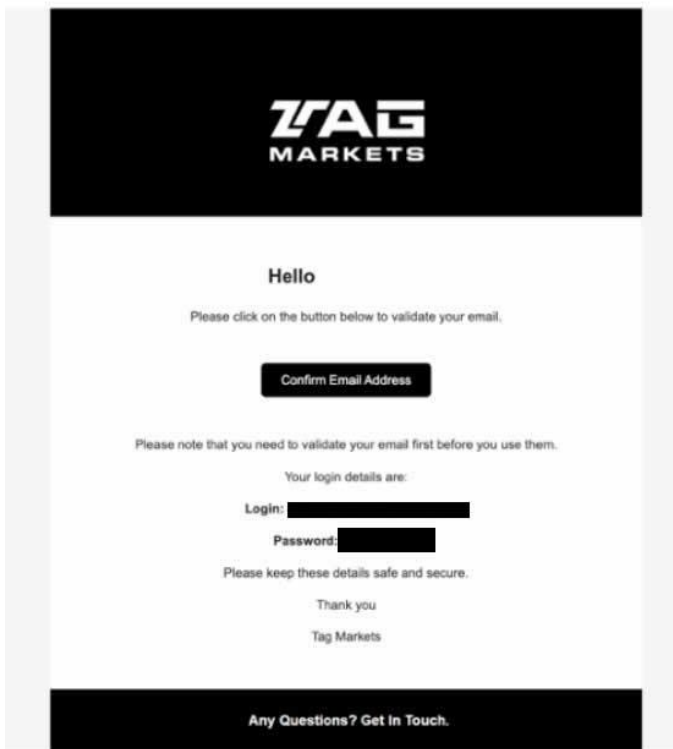 TAG
MARKETS
Hello
Please click on the button below to validate your email.
Confirm Email Address
Please note that you need to validate your email first before you use them.
Your login details are:
Login:
Password:
Please keep these details safe and secure.
Thank you
Tag Markets
Any Questions? Get In Touch.